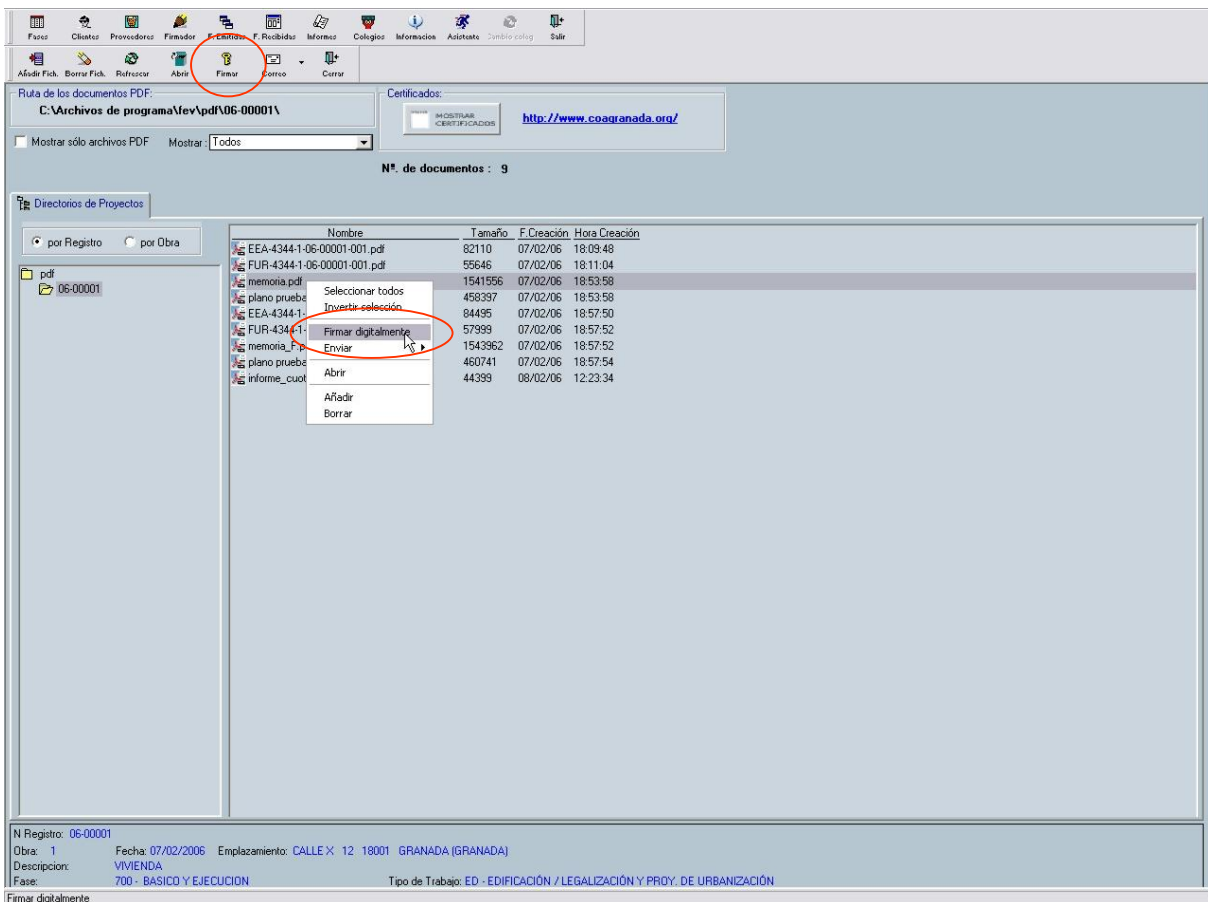 Fases Clientes Proveedores Firmador F. Emitidas F. Recibidas Informes Colegios Informacion Asistente Cambio coleg Salir
Añadir Fich. Borrar Fich. Refrescar Abrir Firmar Correo Cerrar
Ruta de los documentos PDF: Certificados:
C:\Archivos de programa\fev\pdf\06-00001\
MOSTRAR CERTIFICADOS http://www.coagranada.org/
Mostrar sólo archivos PDF Mostrar : Todos
Nº. de documentos : 9
Directorios de Proyectos
por Registro por Obra
pdf
06-00001
Nombre Tamaño F.Creación Hora Creación
EEA-4344-1-06-00001-001.pdf 82110 07/02/06 18:09:48
FUR-4344-1-06-00001-001.pdf 55646 07/02/06 18:11:04
memoria.pdf 1541556 07/02/06 18:53:58
plano prueba 458397 07/02/06 18:53:58
EEA-4344-1- 84495 07/02/06 18:57:50
FUR-4344-1- 57999 07/02/06 18:57:52
memoria_F.p 1543962 07/02/06 18:57:52
plano prueba 460741 07/02/06 18:57:54
informe_cuot 44399 08/02/06 12:23:34
Seleccionar todos
Invertir selección
Firmar digitalmente
Enviar
Abrir
Añadir
Borrar
N Registro: 06-00001
Obra: 1 Fecha: 07/02/2006 Emplazamiento: CALLE X 12 18001 GRANADA (GRANADA)
Descripcion: VIVIENDA
Fase: 700 - BASICO Y EJECUCION Tipo de Trabajo: ED - EDIFICACIÓN / LEGALIZACIÓN Y PROY. DE URBANIZACIÓN
Firmar digitalmente